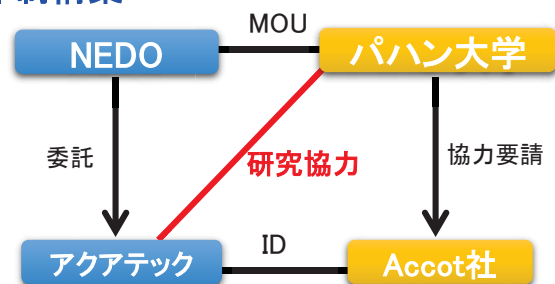 MOU
NEDO
パハン大学
委託
研究協力
協力要請
ID
アクアテック
Accot社